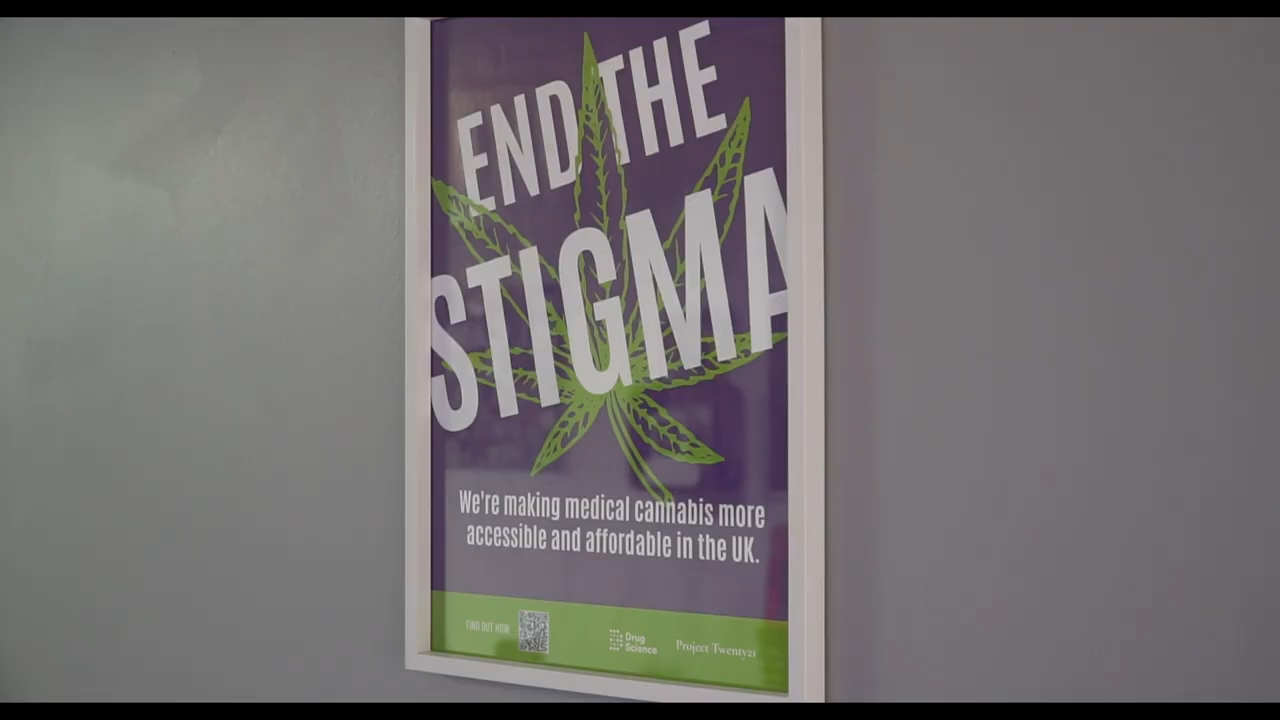 END THE
STIGMA
We're making medical cannabis more
accessible and affordable in the UK.
FIND OUT HOW
Drug
Science
Project Twenty21